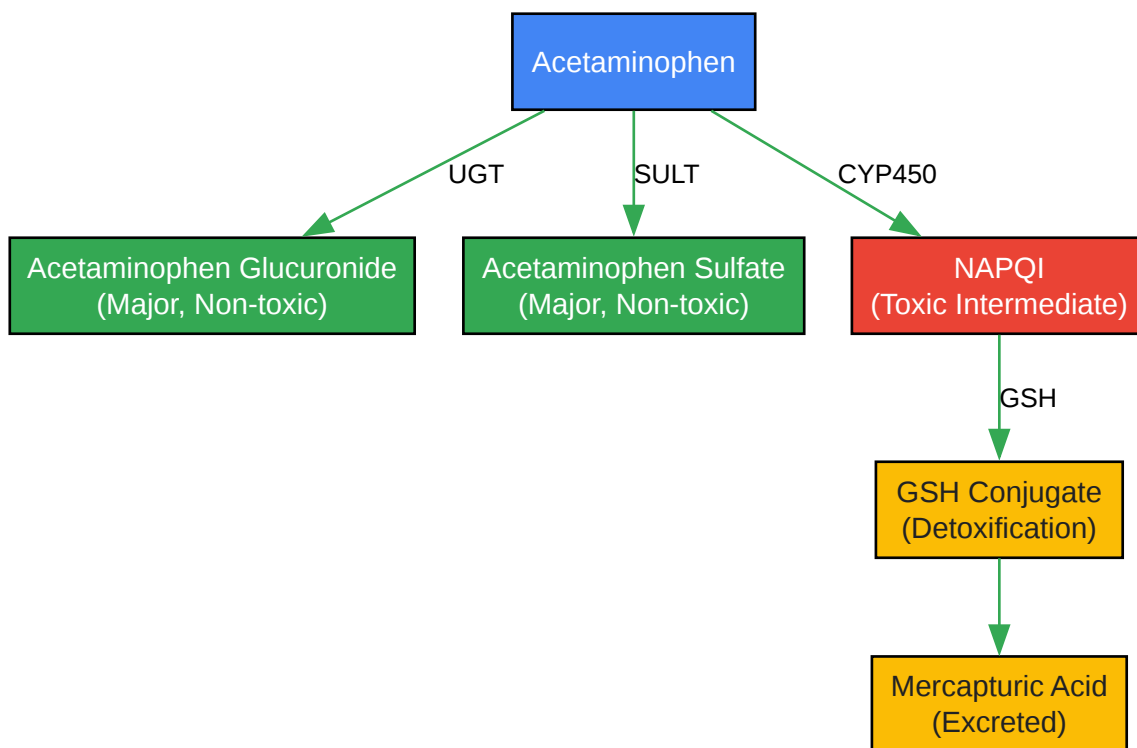 Acetaminophen
UGT
SULT
CYP450
Acetaminophen Glucuronide
(Major, Non-toxic)
Acetaminophen Sulfate
(Major, Non-toxic)
NAPQI
(Toxic Intermediate)
GSH
GSH Conjugate
(Detoxification)
Mercapturic Acid
(Excreted)